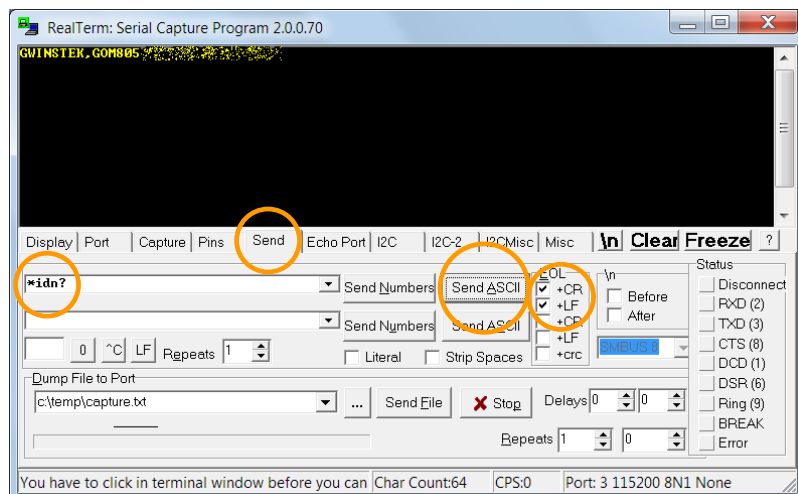 RealTerm: Serial Capture Program 2.0.0.70
GWINSTEK,GOM805
Display Port Capture Pins Send Echo Port I2C I2C-2 I2CMisc Misc \n Clear Freeze ?
*idn? Send Numbers Send ASCII
EOL
+CR
+LF
\n
Before
After
Send Numbers Send ASCII
+CR
+LF
+crc
SMBUS 8
0 ^C LF Repeats 1
Literal Strip Spaces
Status
Disconnect
RXD (2)
TXD (3)
CTS (8)
DCD (1)
DSR (6)
Ring (9)
BREAK
Error
Dump File to Port
c:\temp\capture.txt ... Send File Stop Delays 0 0
Repeats 1 0
You have to click in terminal window before you can Char Count:64 CPS:0 Port: 3 115200 8N1 None